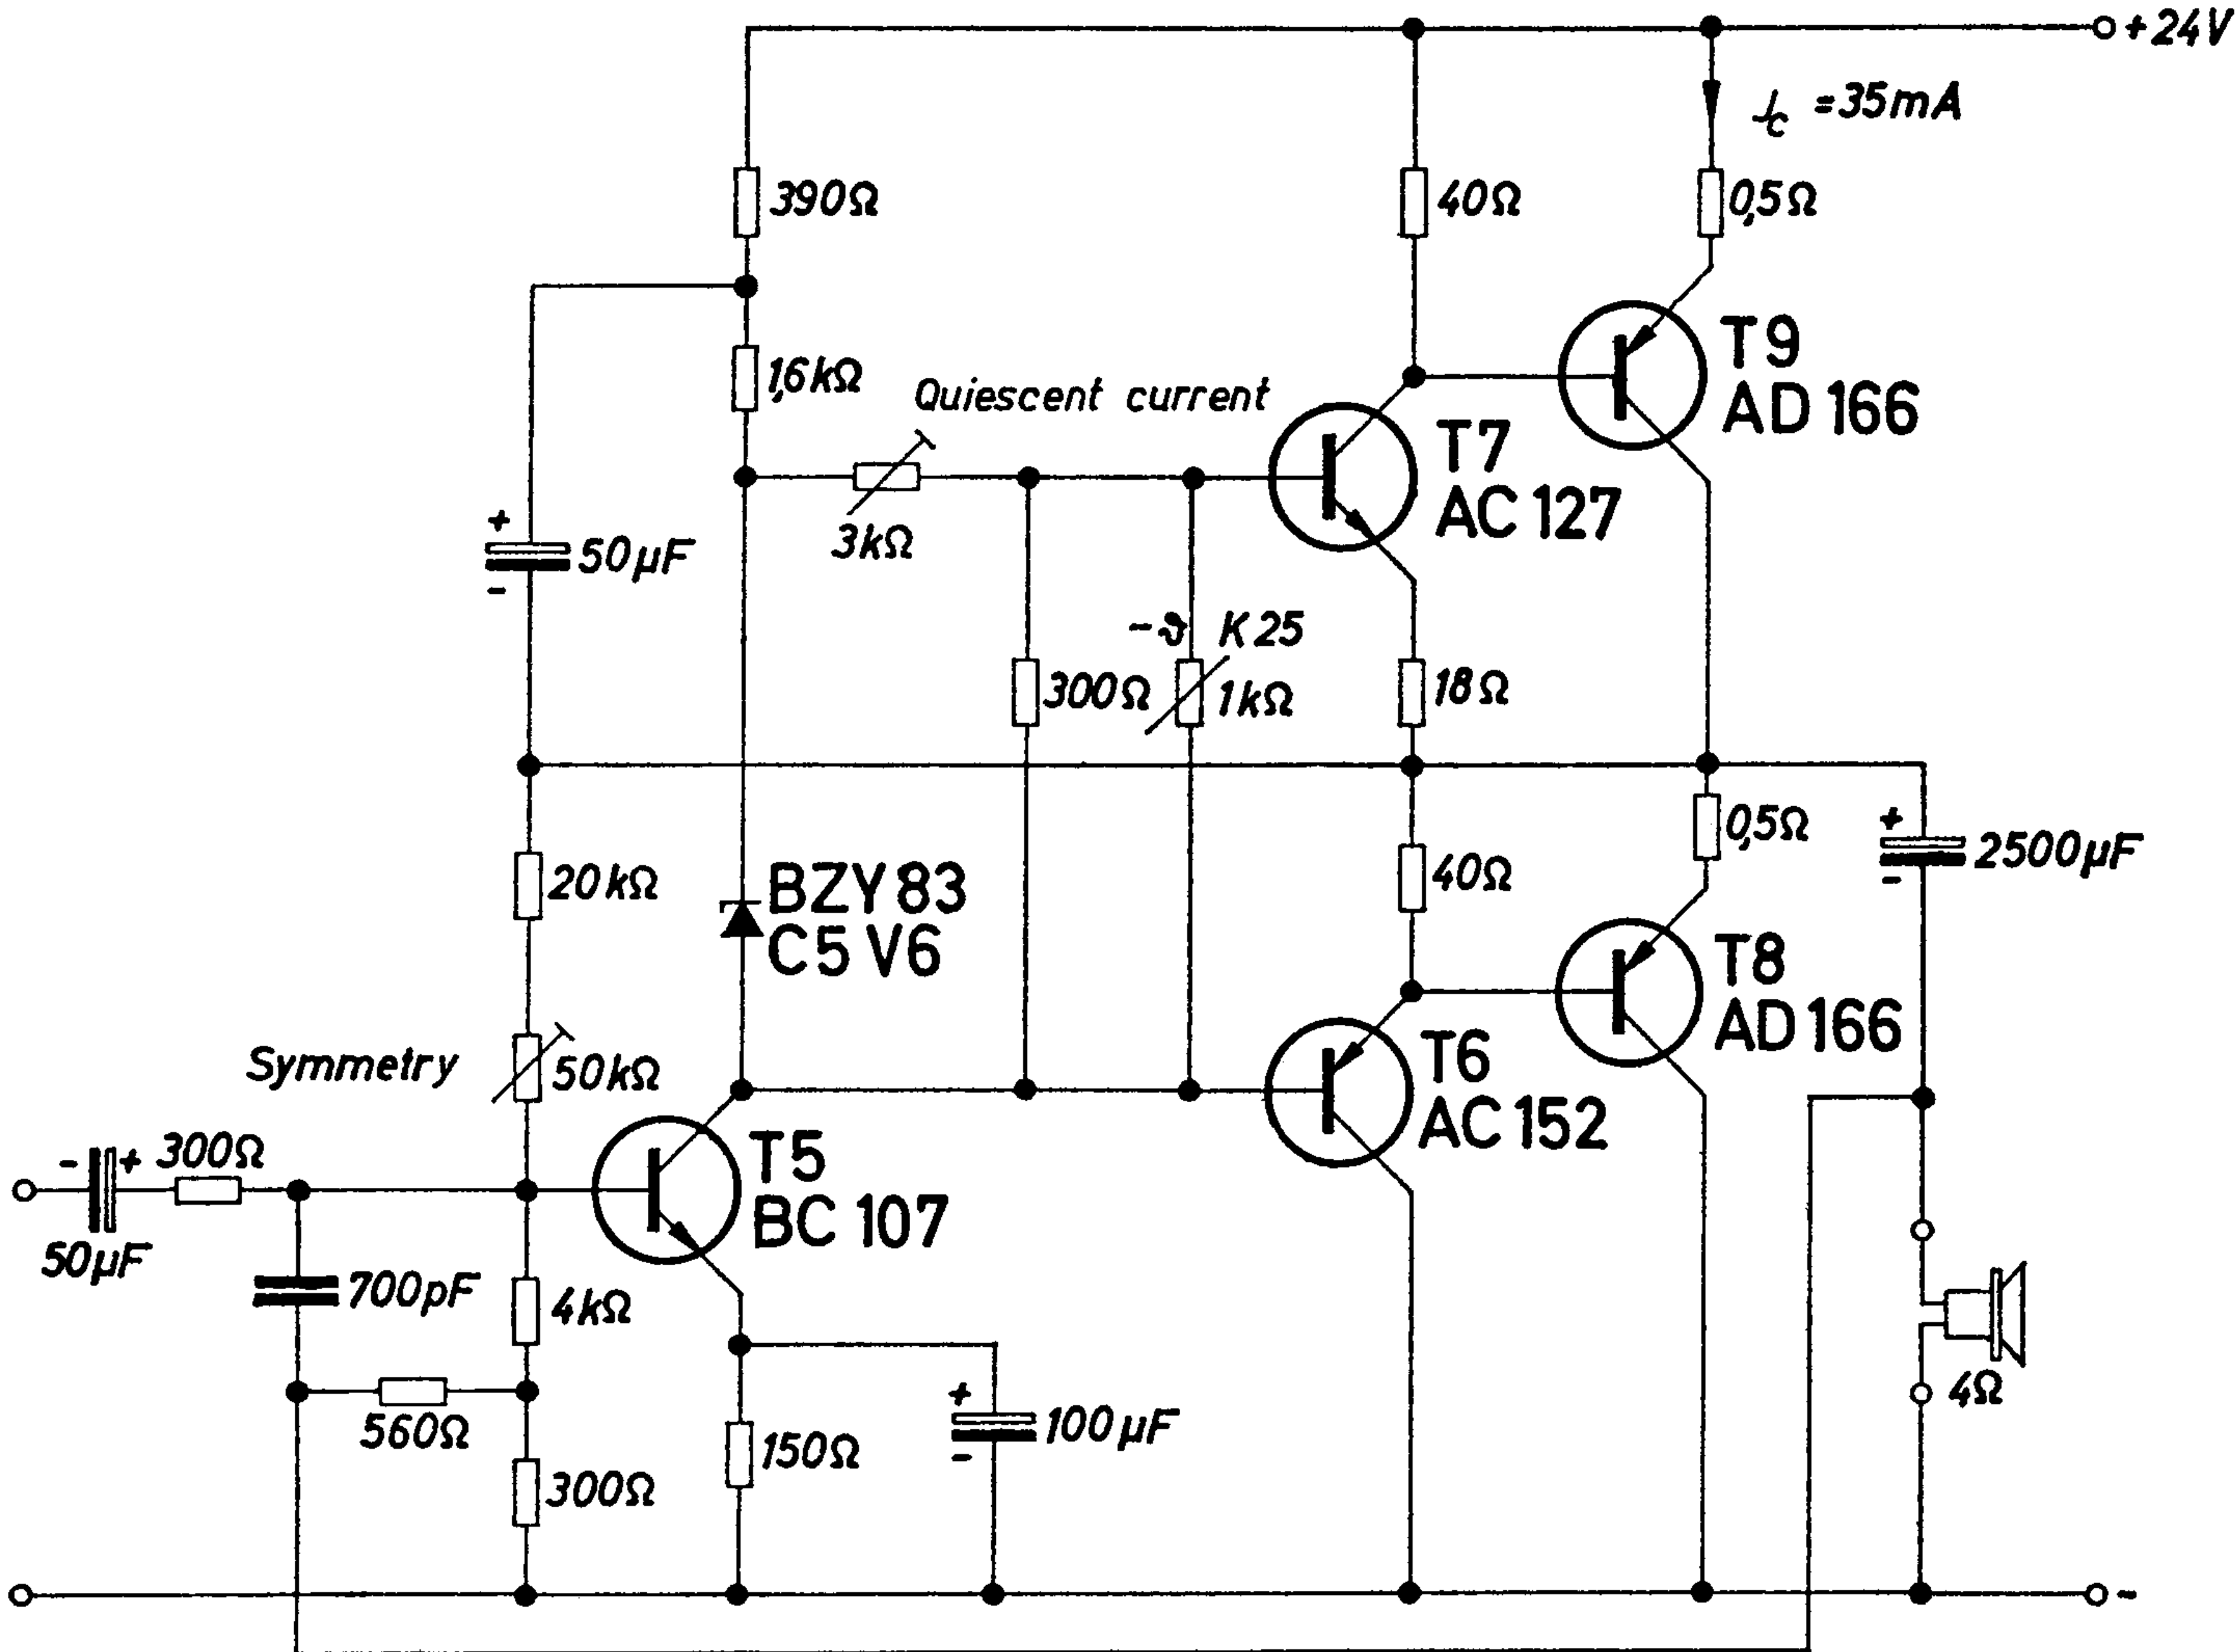 +24V
I_c = 35mA
390Ω
40Ω
0,5Ω
T9
AD 166
1,6kΩ
Quiescent current
T7
AC 127
3kΩ
+
50µF
-
-ϑ K25
300Ω
1kΩ
18Ω
0,5Ω
+
2500µF
-
20kΩ
BZY 83
C5 V6
40Ω
T8
AD 166
Symmetry
50kΩ
T6
AC 152
- +
300Ω
50µF
T5
BC 107
700pF
4kΩ
560Ω
+
100µF
-
150Ω
300Ω
4Ω
-